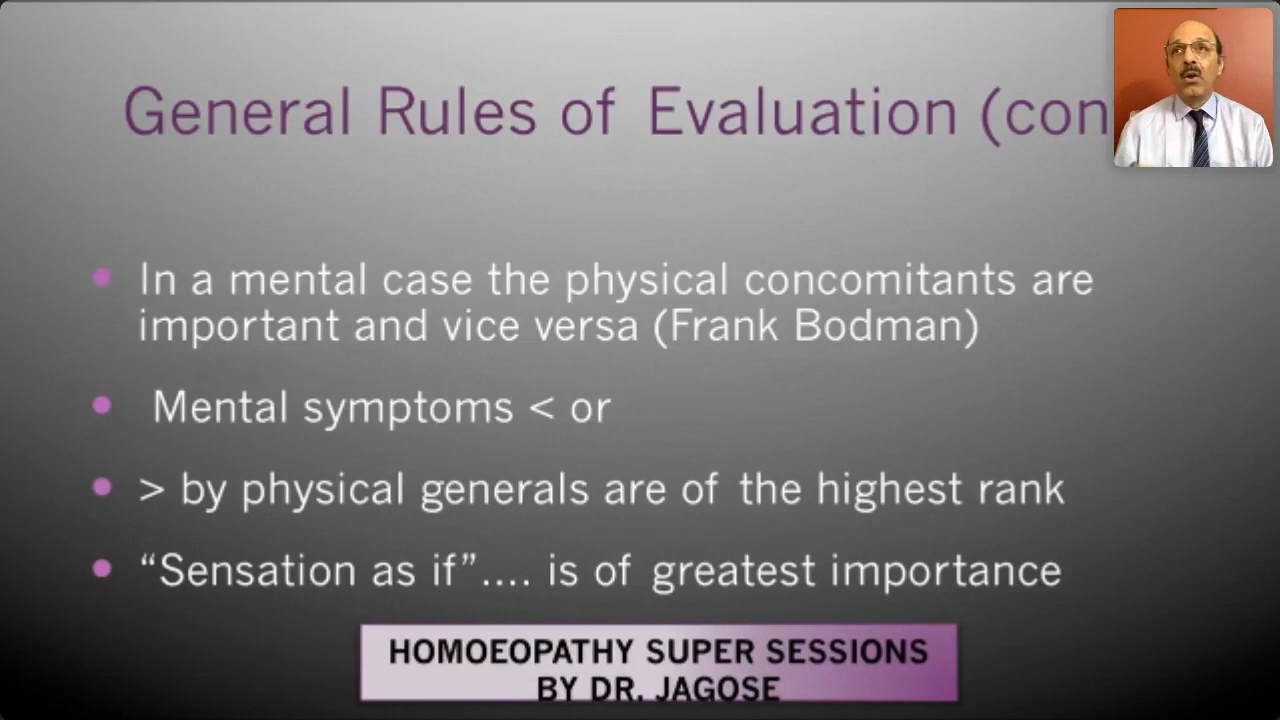 General Rules of Evaluation (con
In a mental case the physical concomitants are
important and vice versa (Frank Bodman)
Mental symptoms < or
> by physical generals are of the highest rank
“Sensation as if”.... is of greatest importance
HOMOEOPATHY SUPER SESSIONS
BY DR. JAGOSE